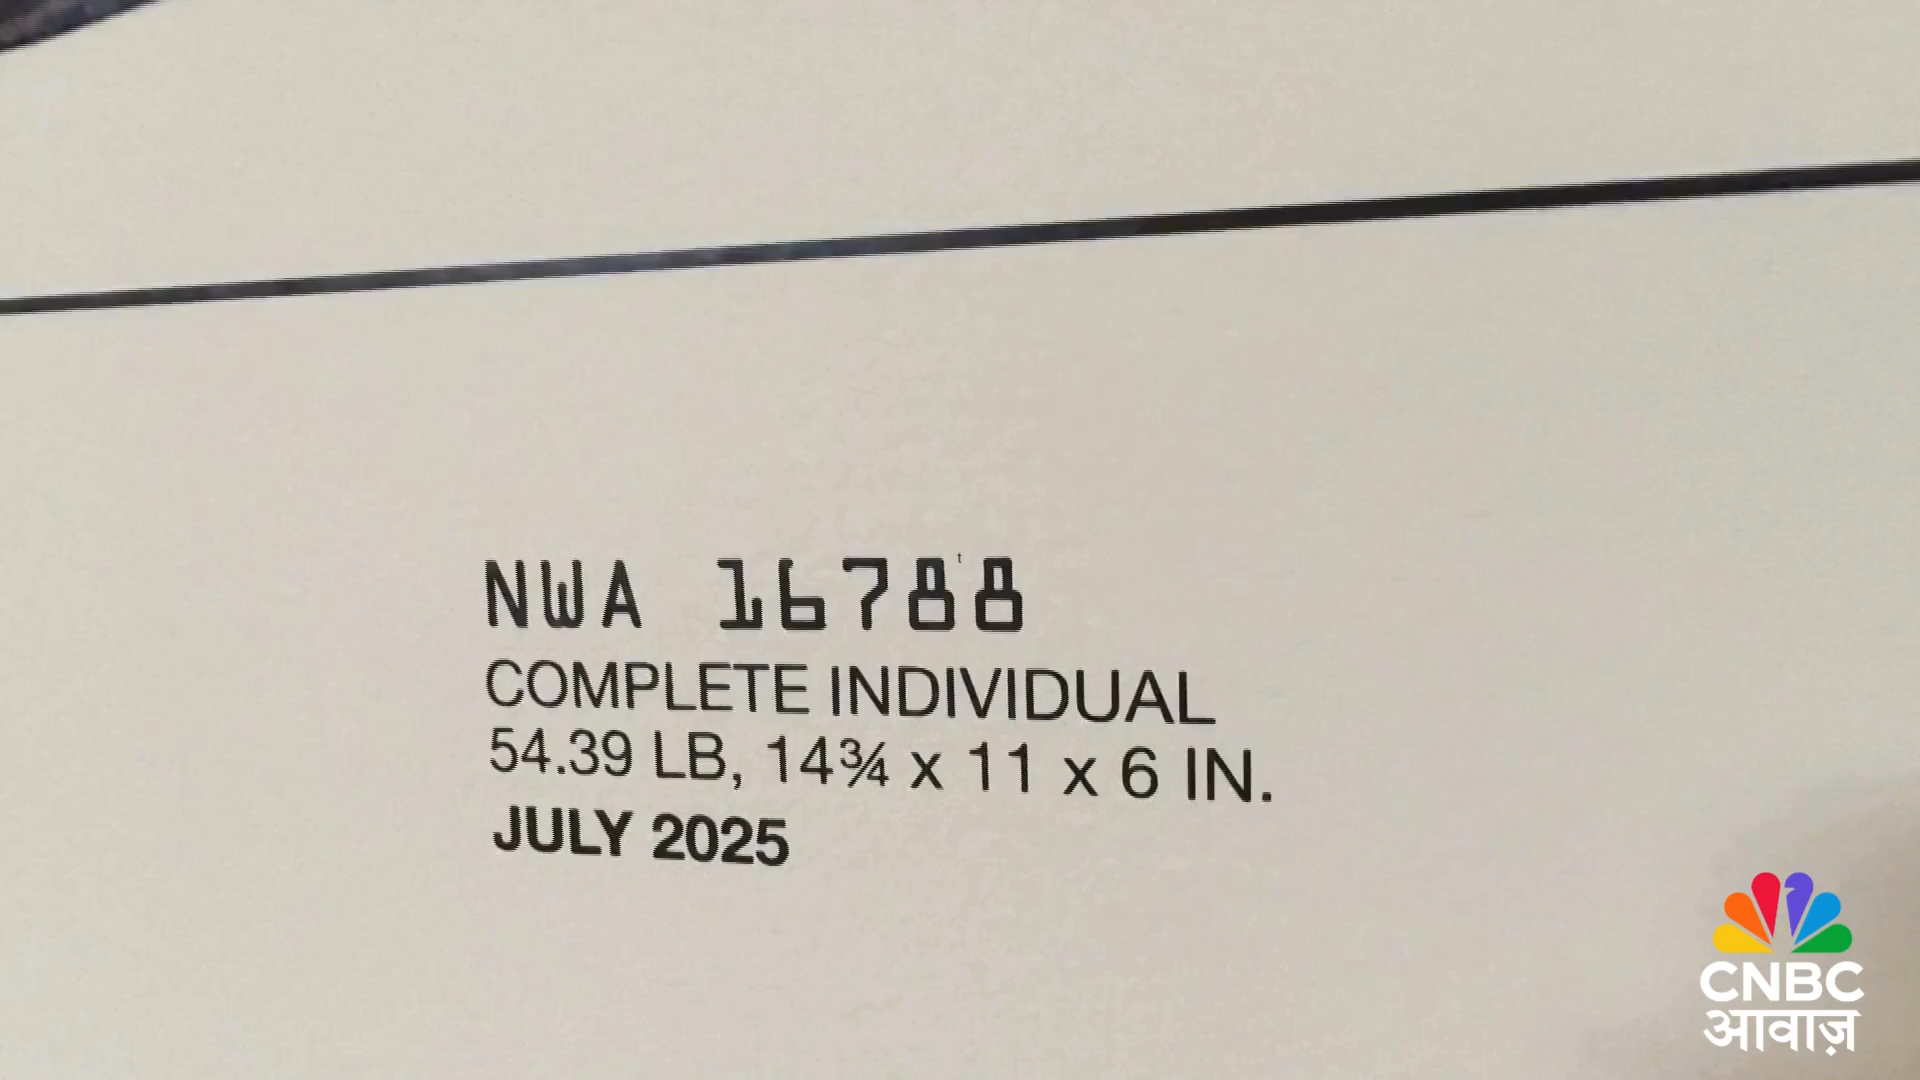 NWA 16788
COMPLETE INDIVIDUAL
54.39 LB, 14¾ x 11 x 6 IN.
JULY 2025
CNBC
आवाज़